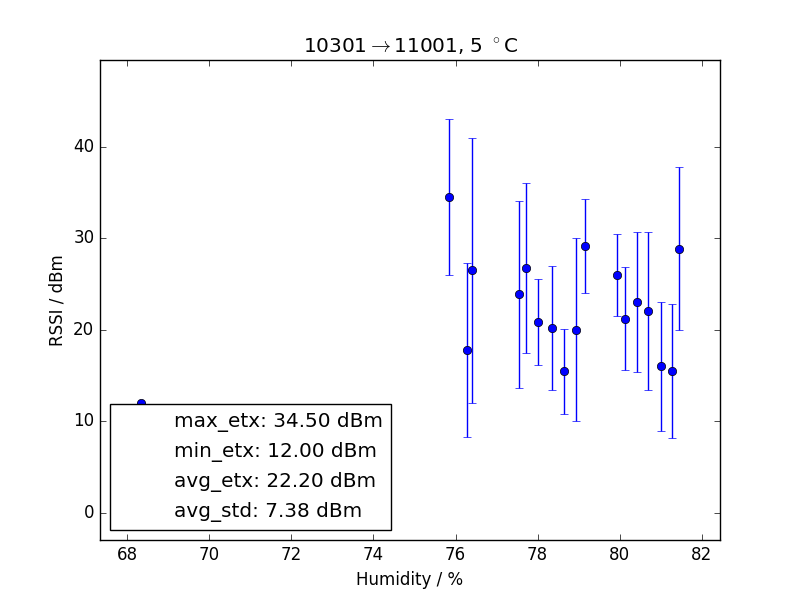 10301→11001, 5 °C
RSSI / dBm
40
30
20
10
0
max_etx: 34.50 dBm
min_etx: 12.00 dBm
avg_etx: 22.20 dBm
avg_std: 7.38 dBm
68 70 72 74 76 78 80 82
Humidity / %